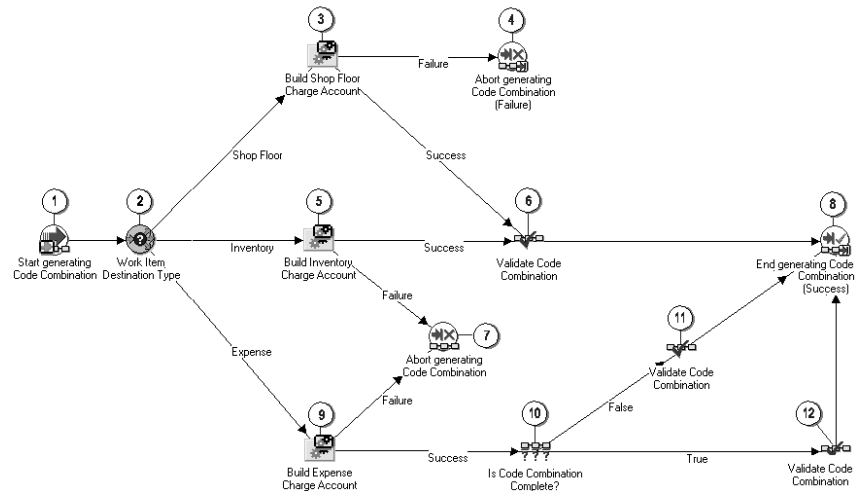 3
4
Build Shop Floor
Charge Account
Failure
Abort generating
Code Combination
(Failure)
Shop Floor
Success
1
2
5
6
8
Start generating
Code Combination
Work Item
Destination Type
Inventory
Build Inventory
Charge Account
Success
Validate Code
Combination
End generating Code
Combination
(Success)
Failure
7
Abort generating
Code Combination
11
Validate Code
Combination
Expense
Failure
False
9
10
12
Build Expense
Charge Account
Success
Is Code Combination
Complete?
True
Validate Code
Combination